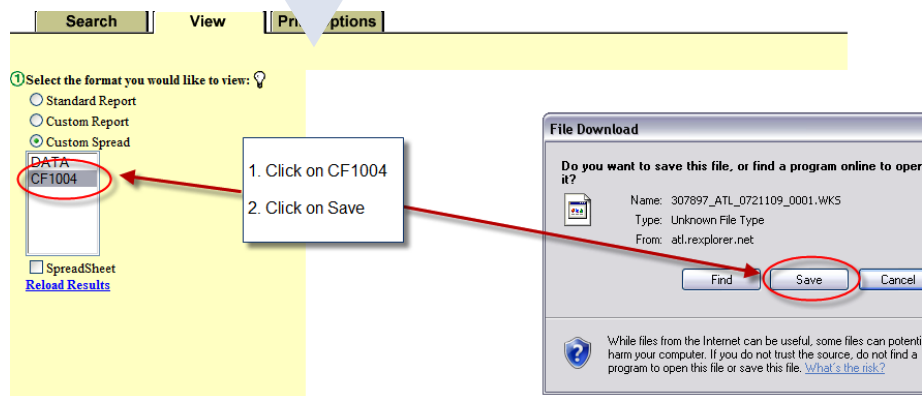 Search View Pri ptions
1 Select the format you would like to view:
Standard Report
Custom Report
Custom Spread
DATA
CF1004
SpreadSheet
Reload Results
1. Click on CF1004
2. Click on Save
File Download
Do you want to save this file, or find a program online to open
it?
Name: 307897_ATL_0721109_0001.WKS
Type: Unknown File Type
From: atl.rexplorer.net
Find Save Cancel
While files from the Internet can be useful, some files can potenti
harm your computer. If you do not trust the source, do not find a
program to open this file or save this file. What's the risk?